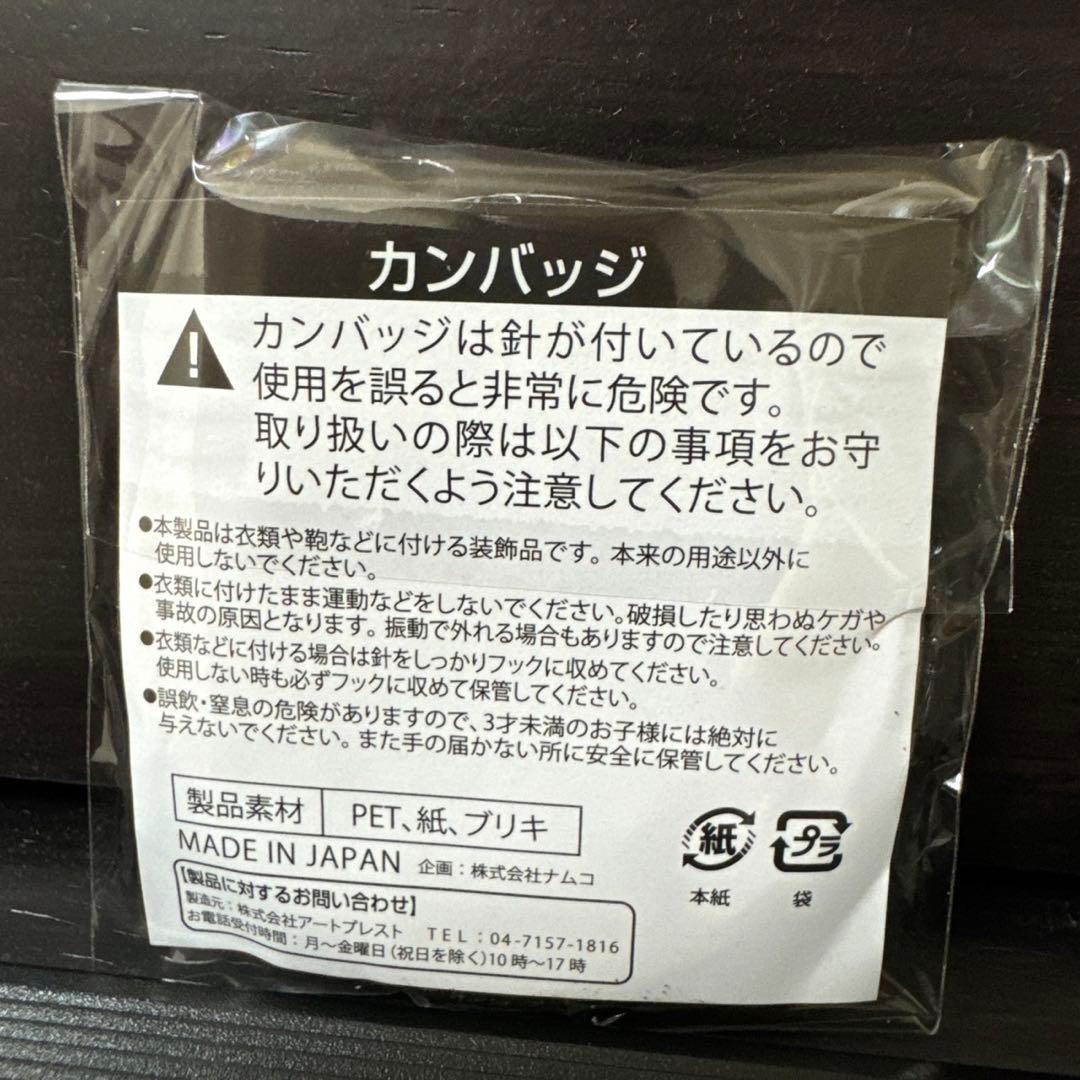 カンバッジ
カンバッジは針が付いているので
使用を誤ると非常に危険です。
取り扱いの際は以下の事項をお守
りいただくよう注意してください。
●本製品は衣類や鞄などに付ける装飾品です。本来の用途以外に
使用しないでください。
●衣類に付けたまま運動などをしないでください。破損したり思わぬケガや
事故の原因となります。振動で外れる場合もありますので注意してください。
●衣類などに付ける場合は針をしっかりフックに収めてください。
使用しない時も必ずフックに収めて保管してください。
●誤飲・窒息の危険がありますので、3才未満のお子様には絶対に
与えないでください。また手の届かない所に安全に保管してください。
製品素材 PET、紙、ブリキ
MADE IN JAPAN 企画：株式会社ナムコ
紙 プラ
本紙 袋
【製品に対するお問い合わせ】
製造元：株式会社アートプレスト TEL：04-7157-1816
お電話受付時間：月～金曜日（祝日を除く）10時～17時